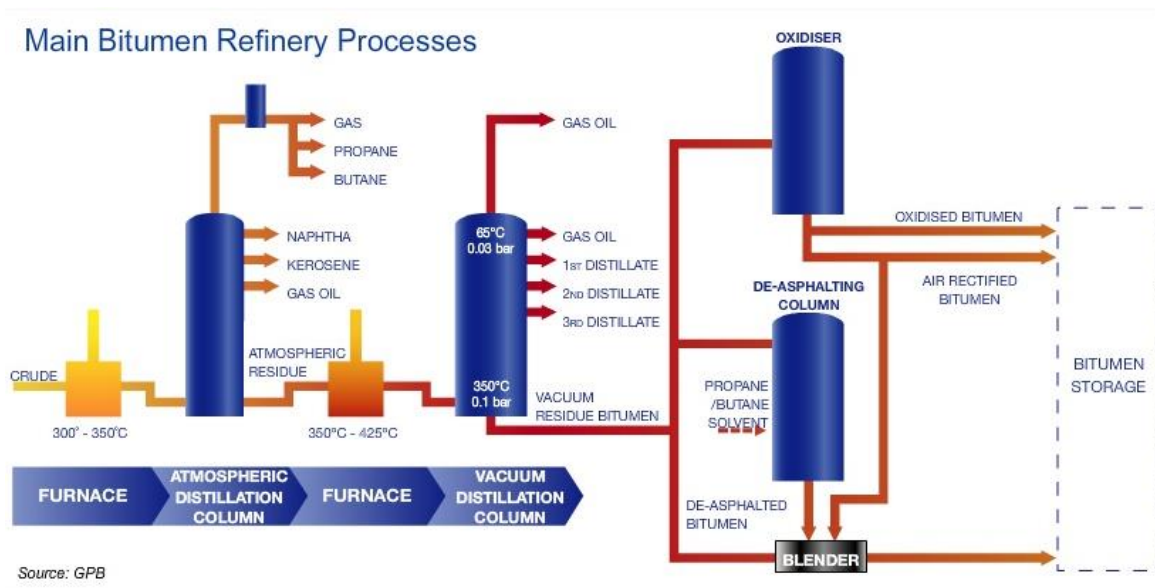 Main Bitumen Refinery Processes
OXIDISER
GAS
PROPANE
BUTANE
GAS OIL
NAPHTHA
KEROSENE
GAS OIL
65°C
0.03 bar
GAS OIL
1ST DISTILLATE
2ND DISTILLATE
3RD DISTILLATE
OXIDISED BITUMEN
AIR RECTIFIED
BITUMEN
DE-ASPHALTING
COLUMN
CRUDE
300° - 350°C
ATMOSPHERIC
RESIDUE
350°C - 425°C
350°C
0.1 bar
VACUUM
RESIDUE BITUMEN
PROPANE
/BUTANE
SOLVENT
BITUMEN
STORAGE
DE-ASPHALTED
BITUMEN
BLENDER
FURNACE
ATMOSPHERIC
DISTILLATION
COLUMN
FURNACE
VACUUM
DISTILLATION
COLUMN
Source: GPB